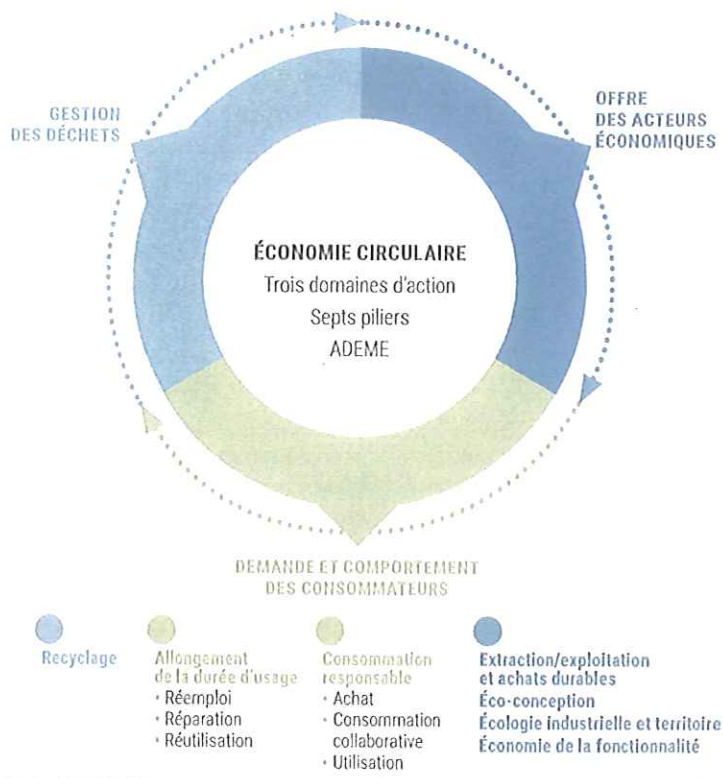 GESTION
DES DÉCHETS
OFFRE
DES ACTEURS
ÉCONOMIQUES
ÉCONOMIE CIRCULAIRE
Trois domaines d'action
Septs piliers
ADEME
DEMANDE ET COMPORTEMENT
DES CONSOMMATEURS
Recyclage
Allongement
de la durée d'usage
• Réemploi
• Réparation
• Réutilisation
Consommation
responsable
• Achat
• Consommation
collaborative
• Utilisation
Extraction/exploitation
et achats durables
Éco-conception
Écologie industrielle et territoire
Économie de la fonctionnalité